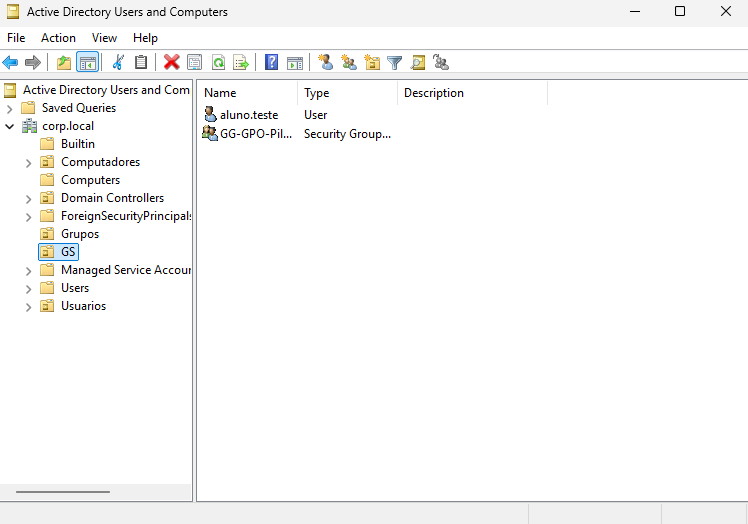 Active Directory Users and Computers
File Action View Help
Active Directory Users and Com
Saved Queries
corp.local
Builtin
Computadores
Computers
Domain Controllers
ForeignSecurityPrincipals
Grupos
GS
Managed Service Accour
Users
Usuarios
Name Type Description
aluno.teste User
GG-GPO-Pil... Security Group...